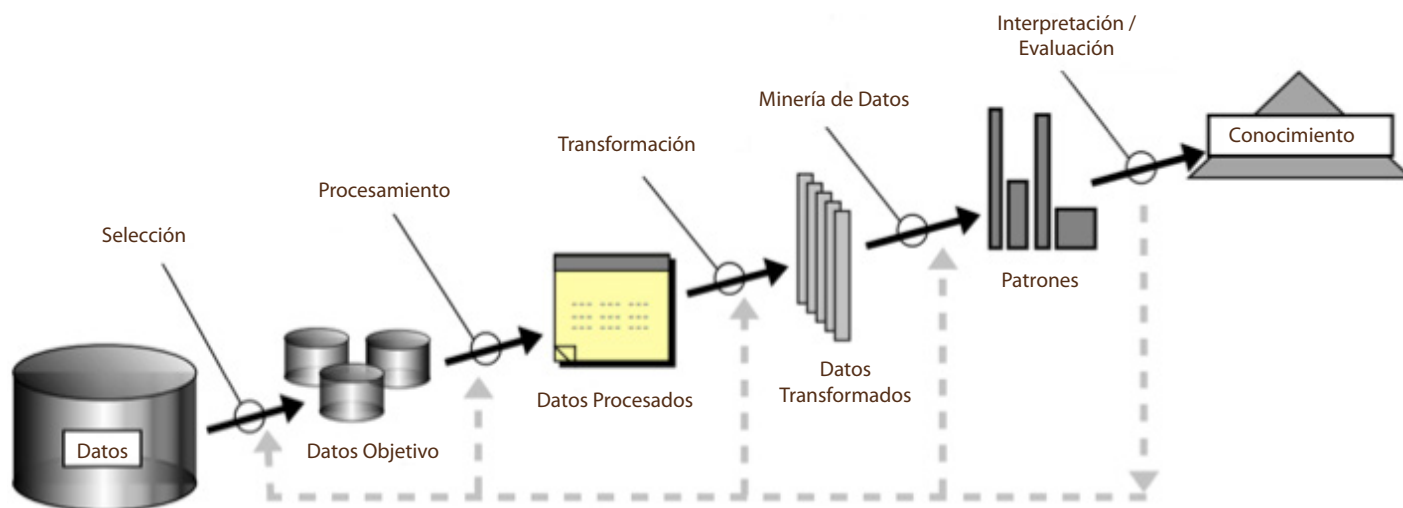 Interpretación /
Evaluación
Minería de Datos
Conocimiento
Transformación
Procesamiento
Selección
Patrones
Datos
Transformados
Datos Procesados
Datos Objetivo
Datos